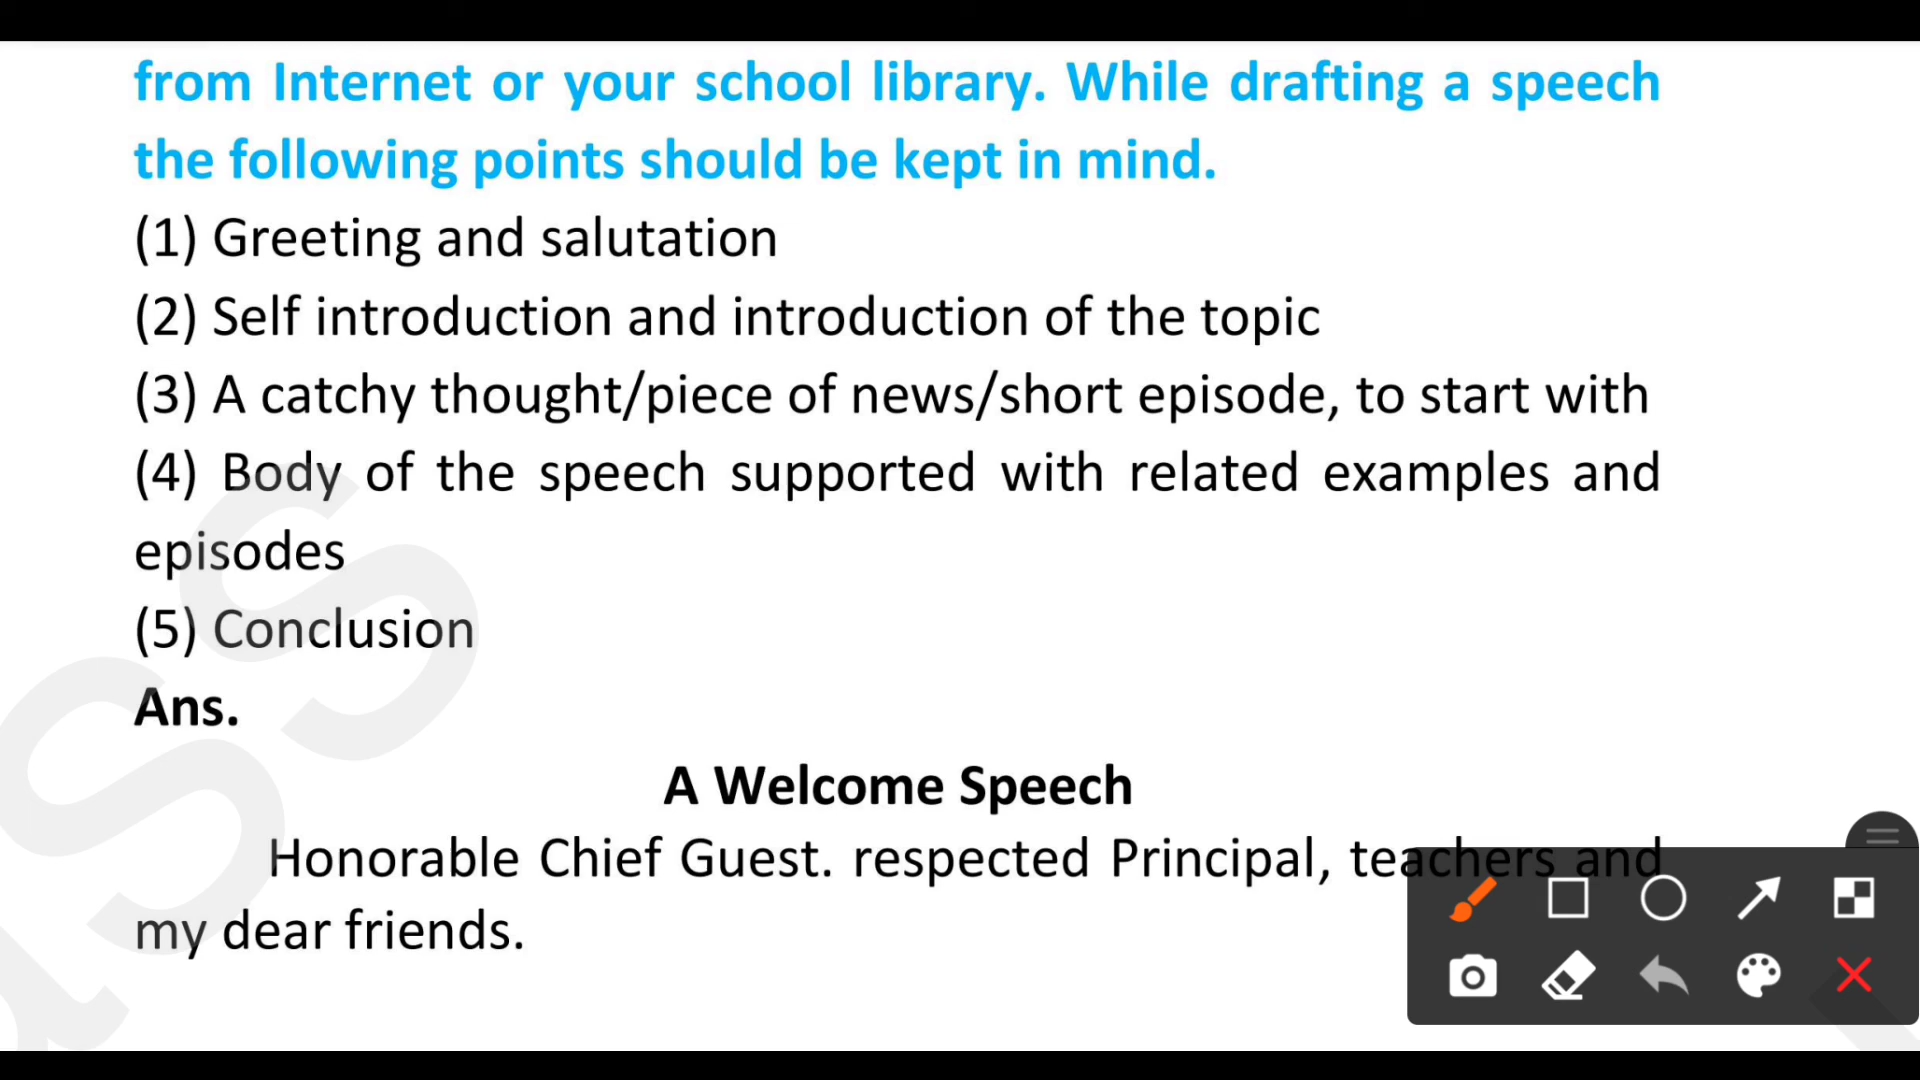 from Internet or your school library. While drafting a speech
the following points should be kept in mind.
(1) Greeting and salutation
(2) Self introduction and introduction of the topic
(3) A catchy thought/piece of news/short episode, to start with
(4) Body of the speech supported with related examples and
episodes
(5) Conclusion
Ans.
A Welcome Speech
Honorable Chief Guest. respected Principal, teachers and
my dear friends.